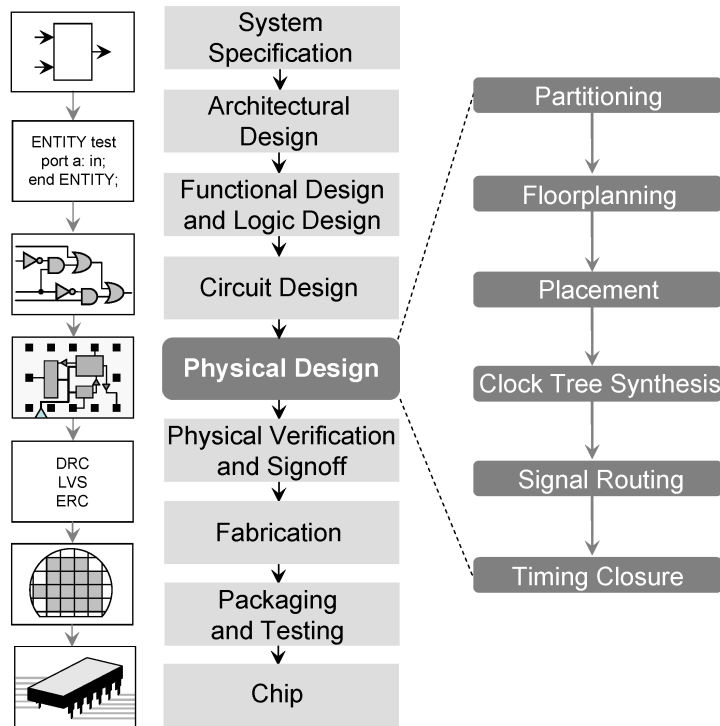 ENTITY test
port a: in;
end ENTITY;
DRC
LVS
ERC
System
Specification
Architectural
Design
Functional Design
and Logic Design
Circuit Design
Physical Design
Physical Verification
and Signoff
Fabrication
Packaging
and Testing
Chip
Partitioning
Floorplanning
Placement
Clock Tree Synthesis
Signal Routing
Timing Closure